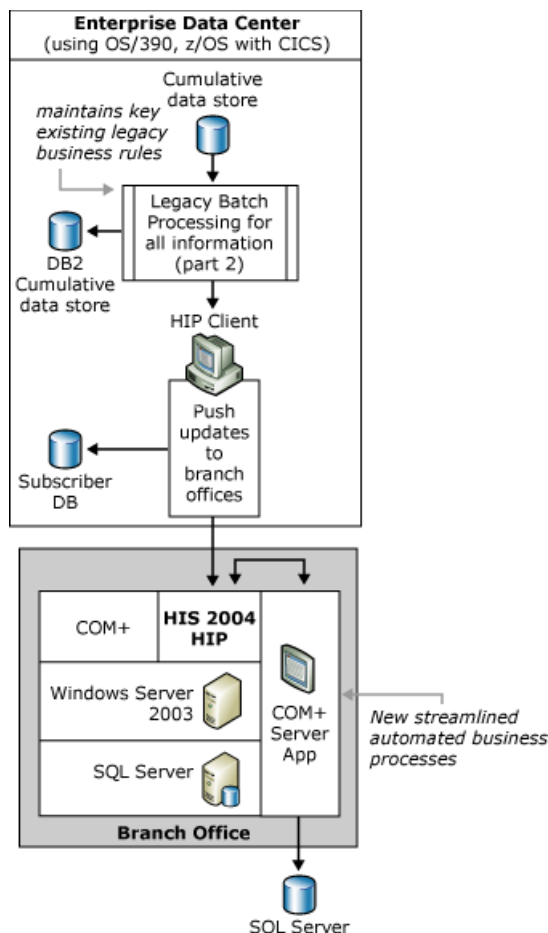 Enterprise Data Center
(using OS/390, z/OS with CICS)
Cumulative
data store
maintains key
existing legacy
business rules
Legacy Batch
Processing for
all information
(part 2)
DB2
Cumulative
data store
HIP Client
Push
updates
to
branch
offices
Subscriber
DB
COM+
HIS 2004
HIP
Windows Server
2003
SQL Server
COM+
Server
App
New streamlined
automated business
processes
Branch Office
SQL Server